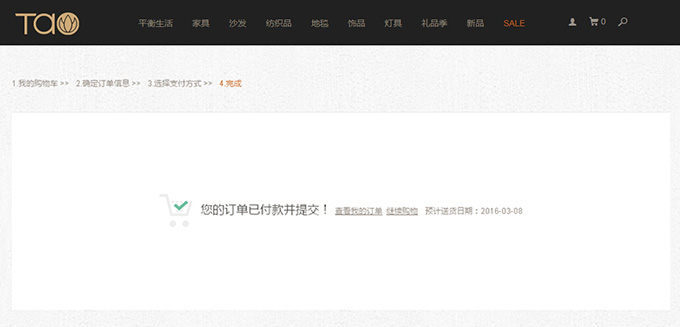 TAO 平衡生活 家具 沙发 纺织品 地毯 饰品 灯具 礼品季 新品 SALE 0
1.我的购物车 >> 2.确定订单信息 >> 3.选择支付方式 >> 4.完成
您的订单已付款并提交！ 查看我的订单 继续购物 预计送货日期：2016-03-08